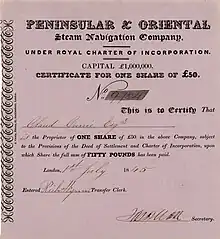 PENINSULAR & ORIENTAL
Steam Navigation Company,
UNDER ROYAL CHARTER OF INCORPORATION.
CAPITAL £1,000,000.
CERTIFICATE FOR ONE SHARE OF £50.
No
This is to Certify That
Esqre
is the Proprietor of ONE SHARE of £50 in the above Company, subject
to the Provisions of the Deed of Settlement and Charter of Incorporation, upon
which Share the full sum of FIFTY POUNDS has been paid.
London, 1st July 1845
Entered Transfer Clerk.
Secretary.